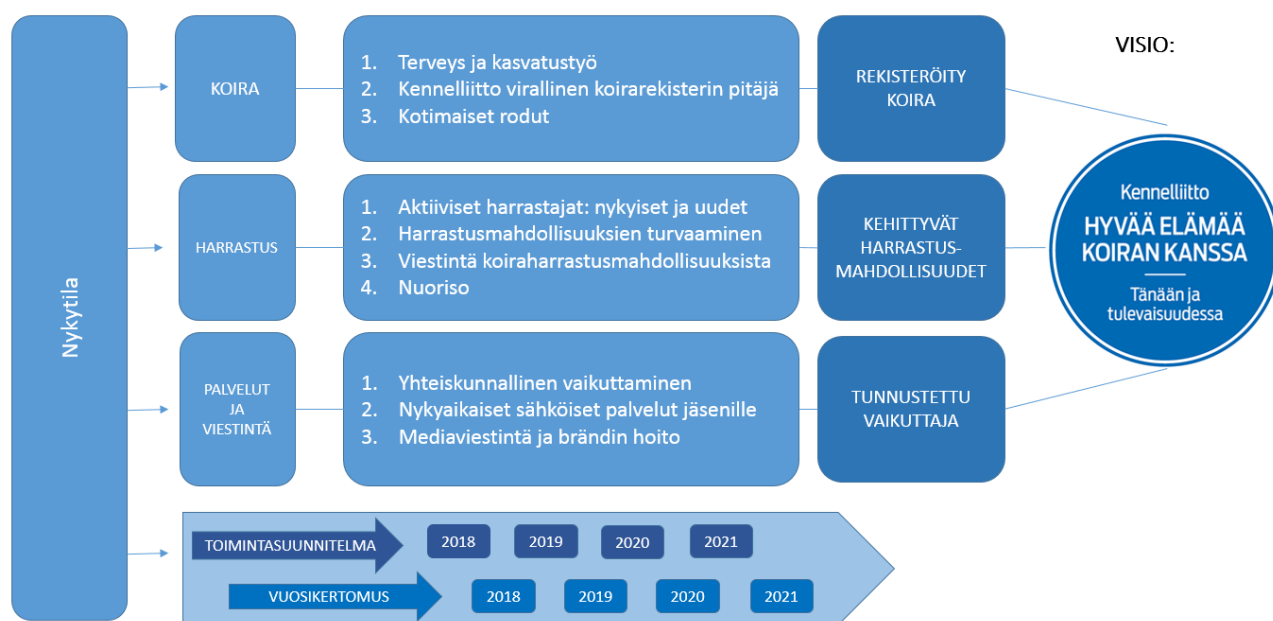 VISIO:
Nykytila
KOIRA
1. Terveys ja kasvatustyö
2. Kennelliitto virallinen koirarekisterin pitäjä
3. Kotimaiset rodut
REKISTERÖITY
KOIRA
HARRASTUS
1. Aktiiviset harrastajat: nykyiset ja uudet
2. Harrastusmahdollisuuksien turvaaminen
3. Viestintä koiraharrastusmahdollisuuksista
4. Nuoriso
KEHITTYVÄT
HARRASTUS-
MAHDOLLISUUDET
PALVELUT
JA
VIESTINTÄ
1. Yhteiskunnallinen vaikuttaminen
2. Nykyaikaiset sähköiset palvelut jäsenille
3. Mediaviestintä ja brändin hoito
TUNNUSTETTU
VAIKUTTAJA
Kennelliitto
HYVÄÄ ELÄMÄÄ
KOIRAN KANSSA
Tänään ja
tulevaisuudessa
TOIMINTASUUNNITELMA 2018 2019 2020 2021
VUOSIKERTOMUS 2018 2019 2020 2021